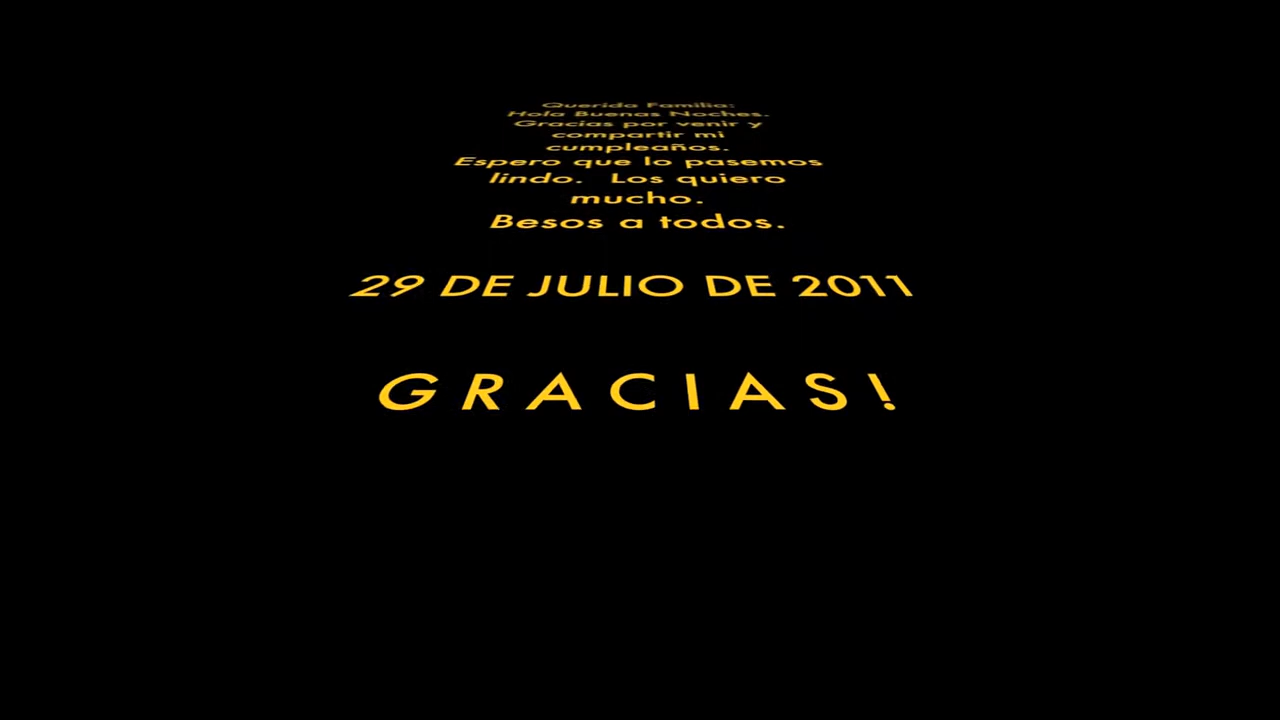 Querida Familia:
Hola Buenas Noches.
Gracias por venir y
compartir mi
cumpleaños.
Espero que lo pasemos
lindo. Los quiero
mucho.
Besos a todos.
29 DE JULIO DE 2011
GRACIAS!